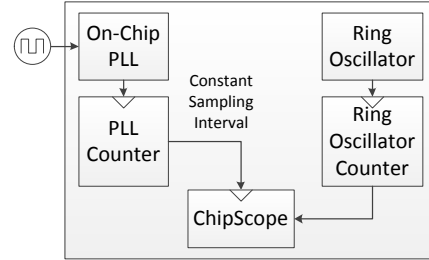 On-Chip
PLL
Ring
Oscillator
Constant
Sampling
Interval
PLL
Counter
Ring
Oscillator
Counter
ChipScope